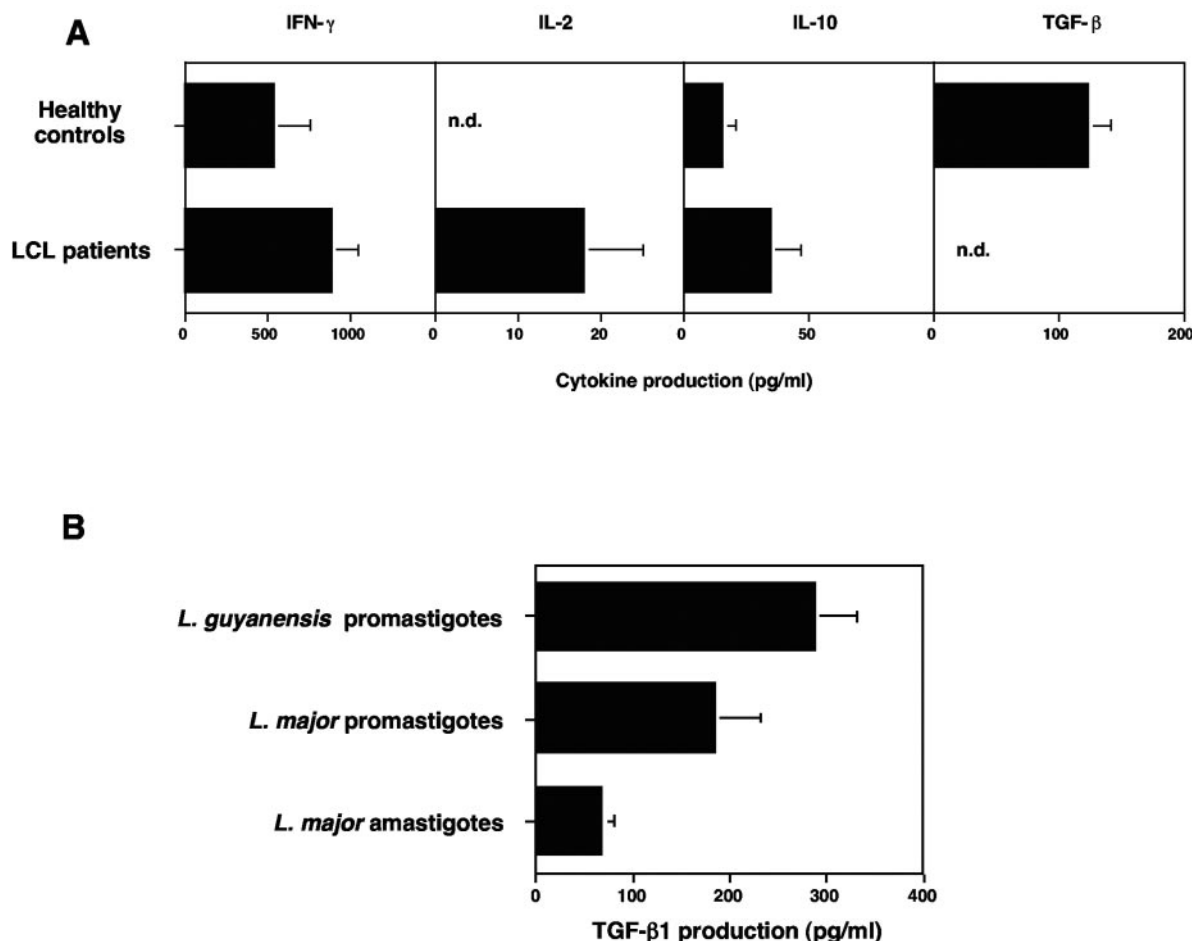 A
IFN-γ IL-2 IL-10 TGF-β
Healthy
controls
n.d.
LCL patients
n.d.
0 500 1000 0 10 20 0 50 0 100 200
Cytokine production (pg/ml)
B
L. guyanensis promastigotes
L. major promastigotes
L. major amastigotes
0 100 200 300 400
TGF-β1 production (pg/ml)